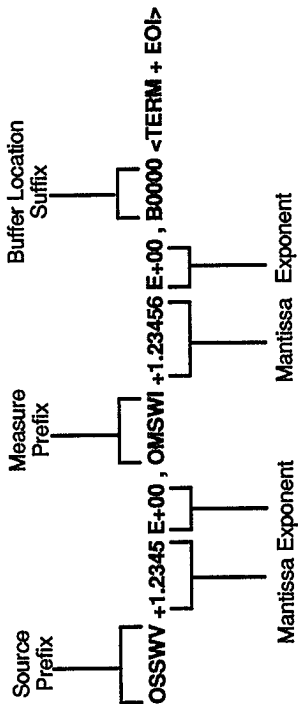 Source
Prefix
Measure
Prefix
Buffer Location
Suffix
OSSWV +1.2345 E+00 , OMSWI +1.23456 E+00 , B0000 <TERM + EOI>
Mantissa Exponent
Mantissa Exponent